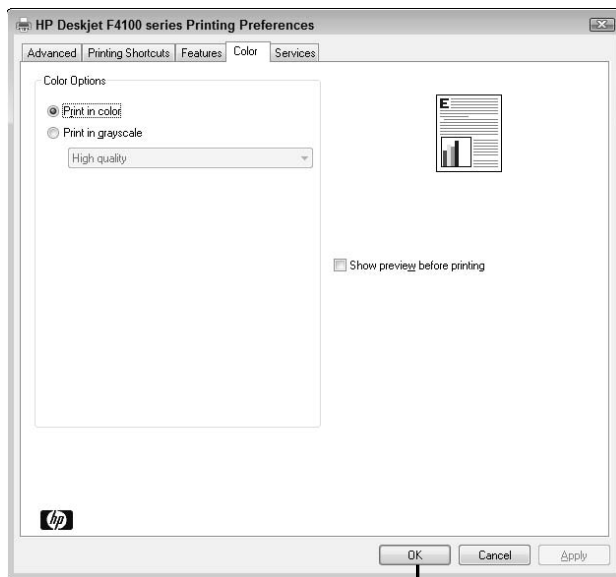 HP Deskjet F4100 series Printing Preferences
Advanced Printing Shortcuts Features Color Services
Color Options
Print in color
Print in grayscale
High quality
E
Show preview before printing
hp
OK Cancel Apply